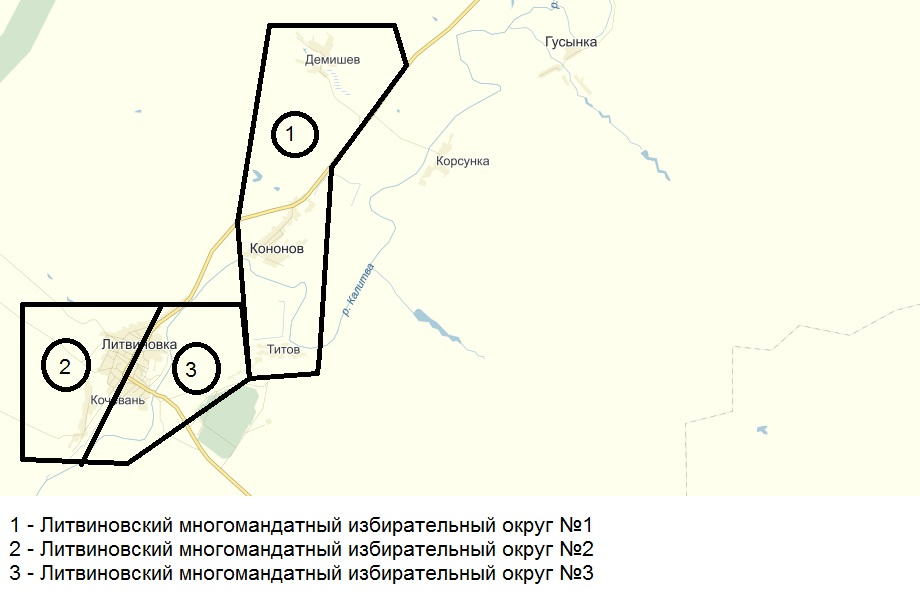 р.
Гусынка
Демишев
1
Корсунка
Кононов
р. Калитва
Литвиновка
Титов
2
3
Кочевань
1 - Литвиновский многомандатный избирательный округ №1
2 - Литвиновский многомандатный избирательный округ №2
3 - Литвиновский многомандатный избирательный округ №3